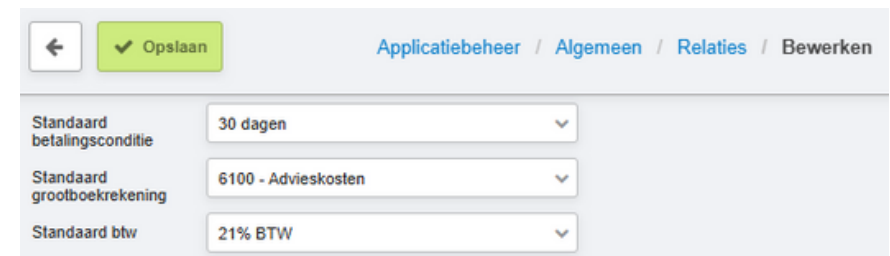 Opslaan
Applicatiebeheer / Algemeen / Relaties / Bewerken
Standaard
betalingsconditie
30 dagen
Standaard
grootboekrekening
6100 - Advieskosten
Standaard btw
21% BTW